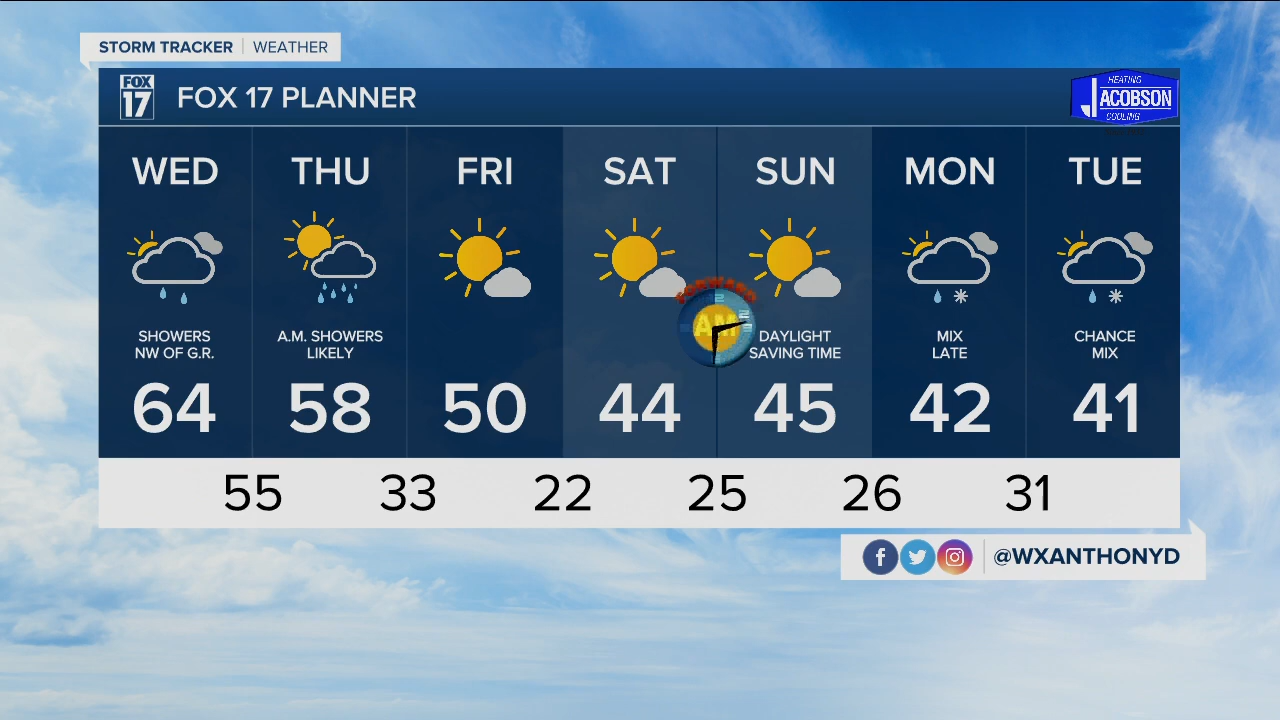 STORM TRACKER | WEATHER
FOX
17
FOX 17 PLANNER
HEATING
JACOBSON
COOLING
WED THU FRI SAT SUN MON TUE
FORWARD
AM
SHOWERS
NW OF G.R.
A.M. SHOWERS
LIKELY
DAYLIGHT
SAVING TIME
MIX
LATE
CHANCE
MIX
64 58 50 44 45 42 41
55 33 22 25 26 31
@WXANTHONYD